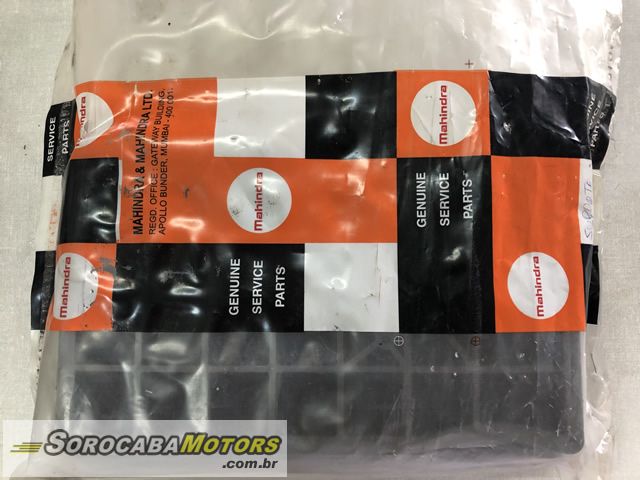 Mahindra
SERVICE
PARTS
MAHINDRA & MAHINDRA LTD.
REGD. OFFICE : GATEWAY BUILDING,
APOLLO BUNDER, MUMBAI - 400 001.
Mahindra
Mahindra
GENUINE
SERVICE
PARTS
Mahindra
GENUINE
SERVICE
PARTS
Mahindra
PARTS
SOROCABAMOTORS
.com.br